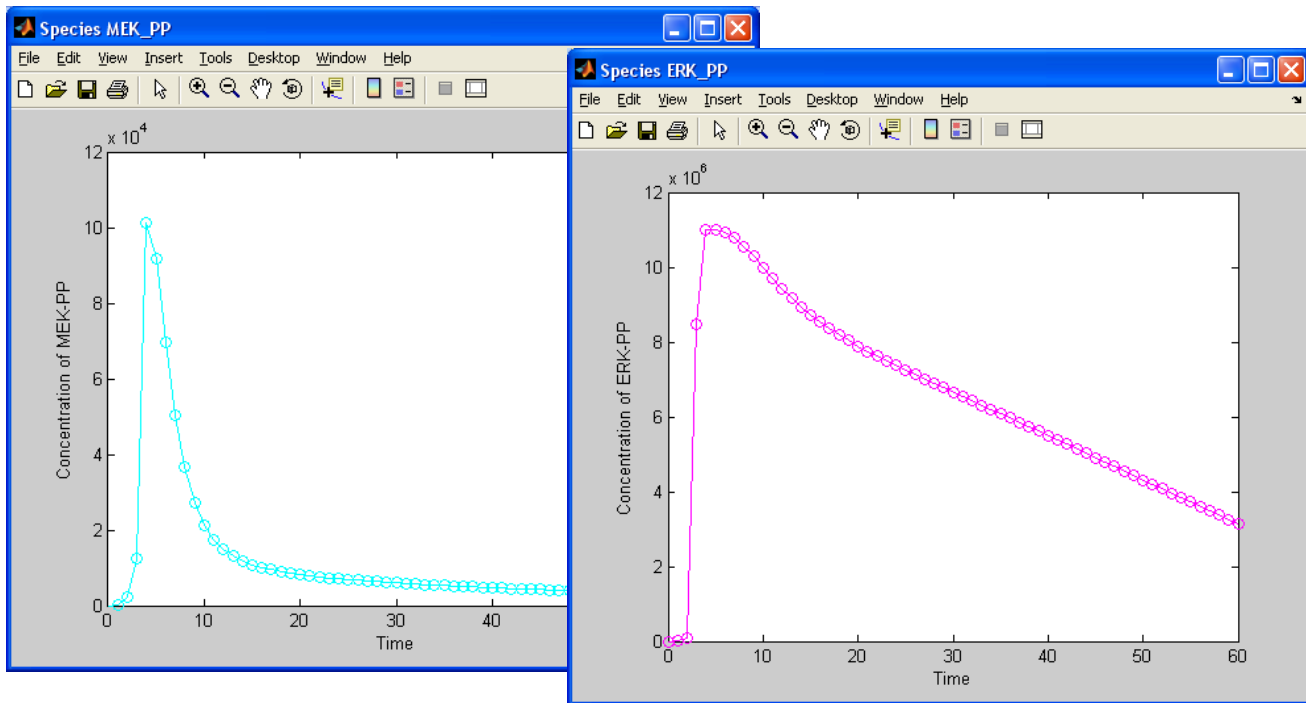 Species MEK_PP
File Edit View Insert Tools Desktop Window Help
x 10^4
12
10
8
6
4
2
0
Concentration of MEK-PP
0 10 20 30 40
Time
Species ERK_PP
File Edit View Insert Tools Desktop Window Help
x 10^6
12
10
8
6
4
2
0
Concentration of ERK-PP
0 10 20 30 40 50 60
Time